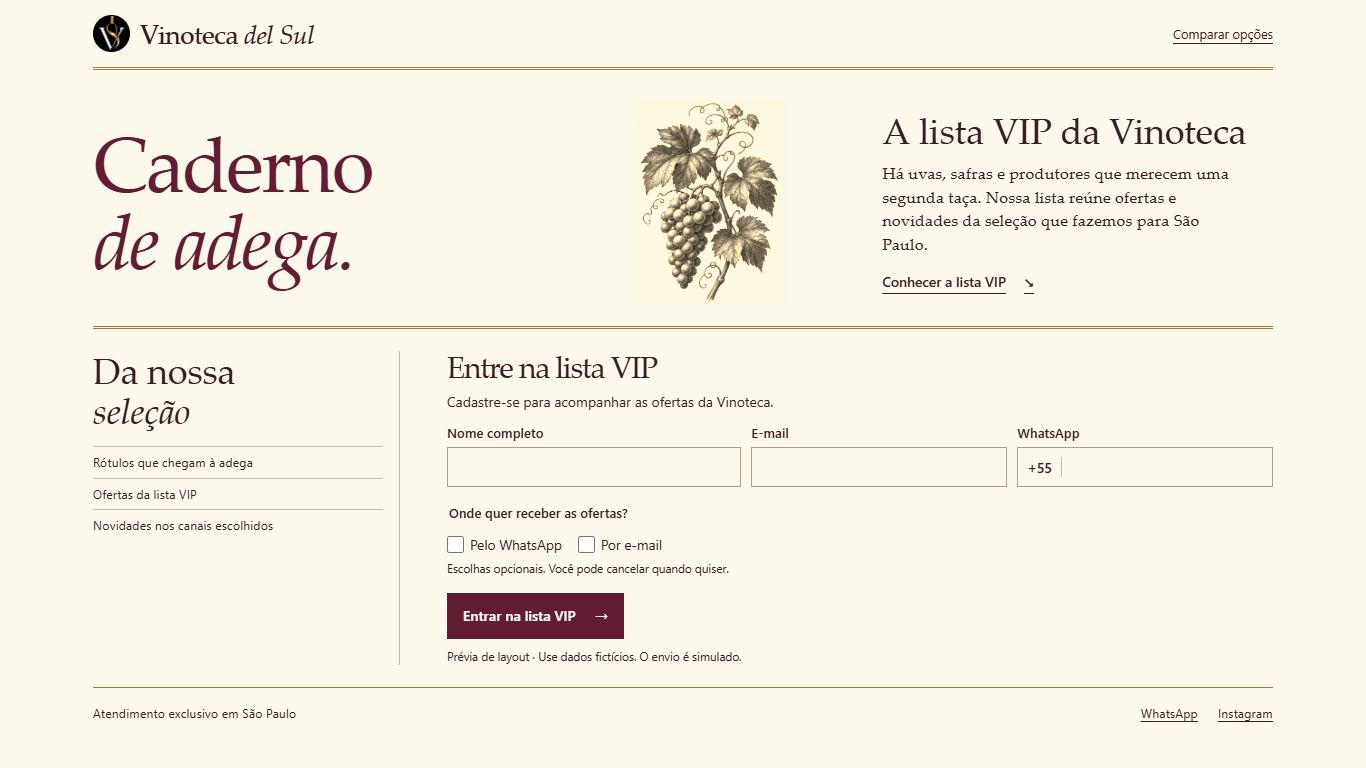 VS
Vinoteca del Sul
Comparar opções
Caderno
de adega.
A lista VIP da Vinoteca
Há uvas, safras e produtores que merecem uma
segunda taça. Nossa lista reúne ofertas e
novidades da seleção que fazemos para São
Paulo.
Conhecer a lista VIP ↘
Da nossa
seleção
Rótulos que chegam à adega
Ofertas da lista VIP
Novidades nos canais escolhidos
Entre na lista VIP
Cadastre-se para acompanhar as ofertas da Vinoteca.
Nome completo
E-mail
WhatsApp
+55
Onde quer receber as ofertas?
Pelo WhatsApp
Por e-mail
Escolhas opcionais. Você pode cancelar quando quiser.
Entrar na lista VIP →
Prévia de layout · Use dados fictícios. O envio é simulado.
Atendimento exclusivo em São Paulo
WhatsApp
Instagram